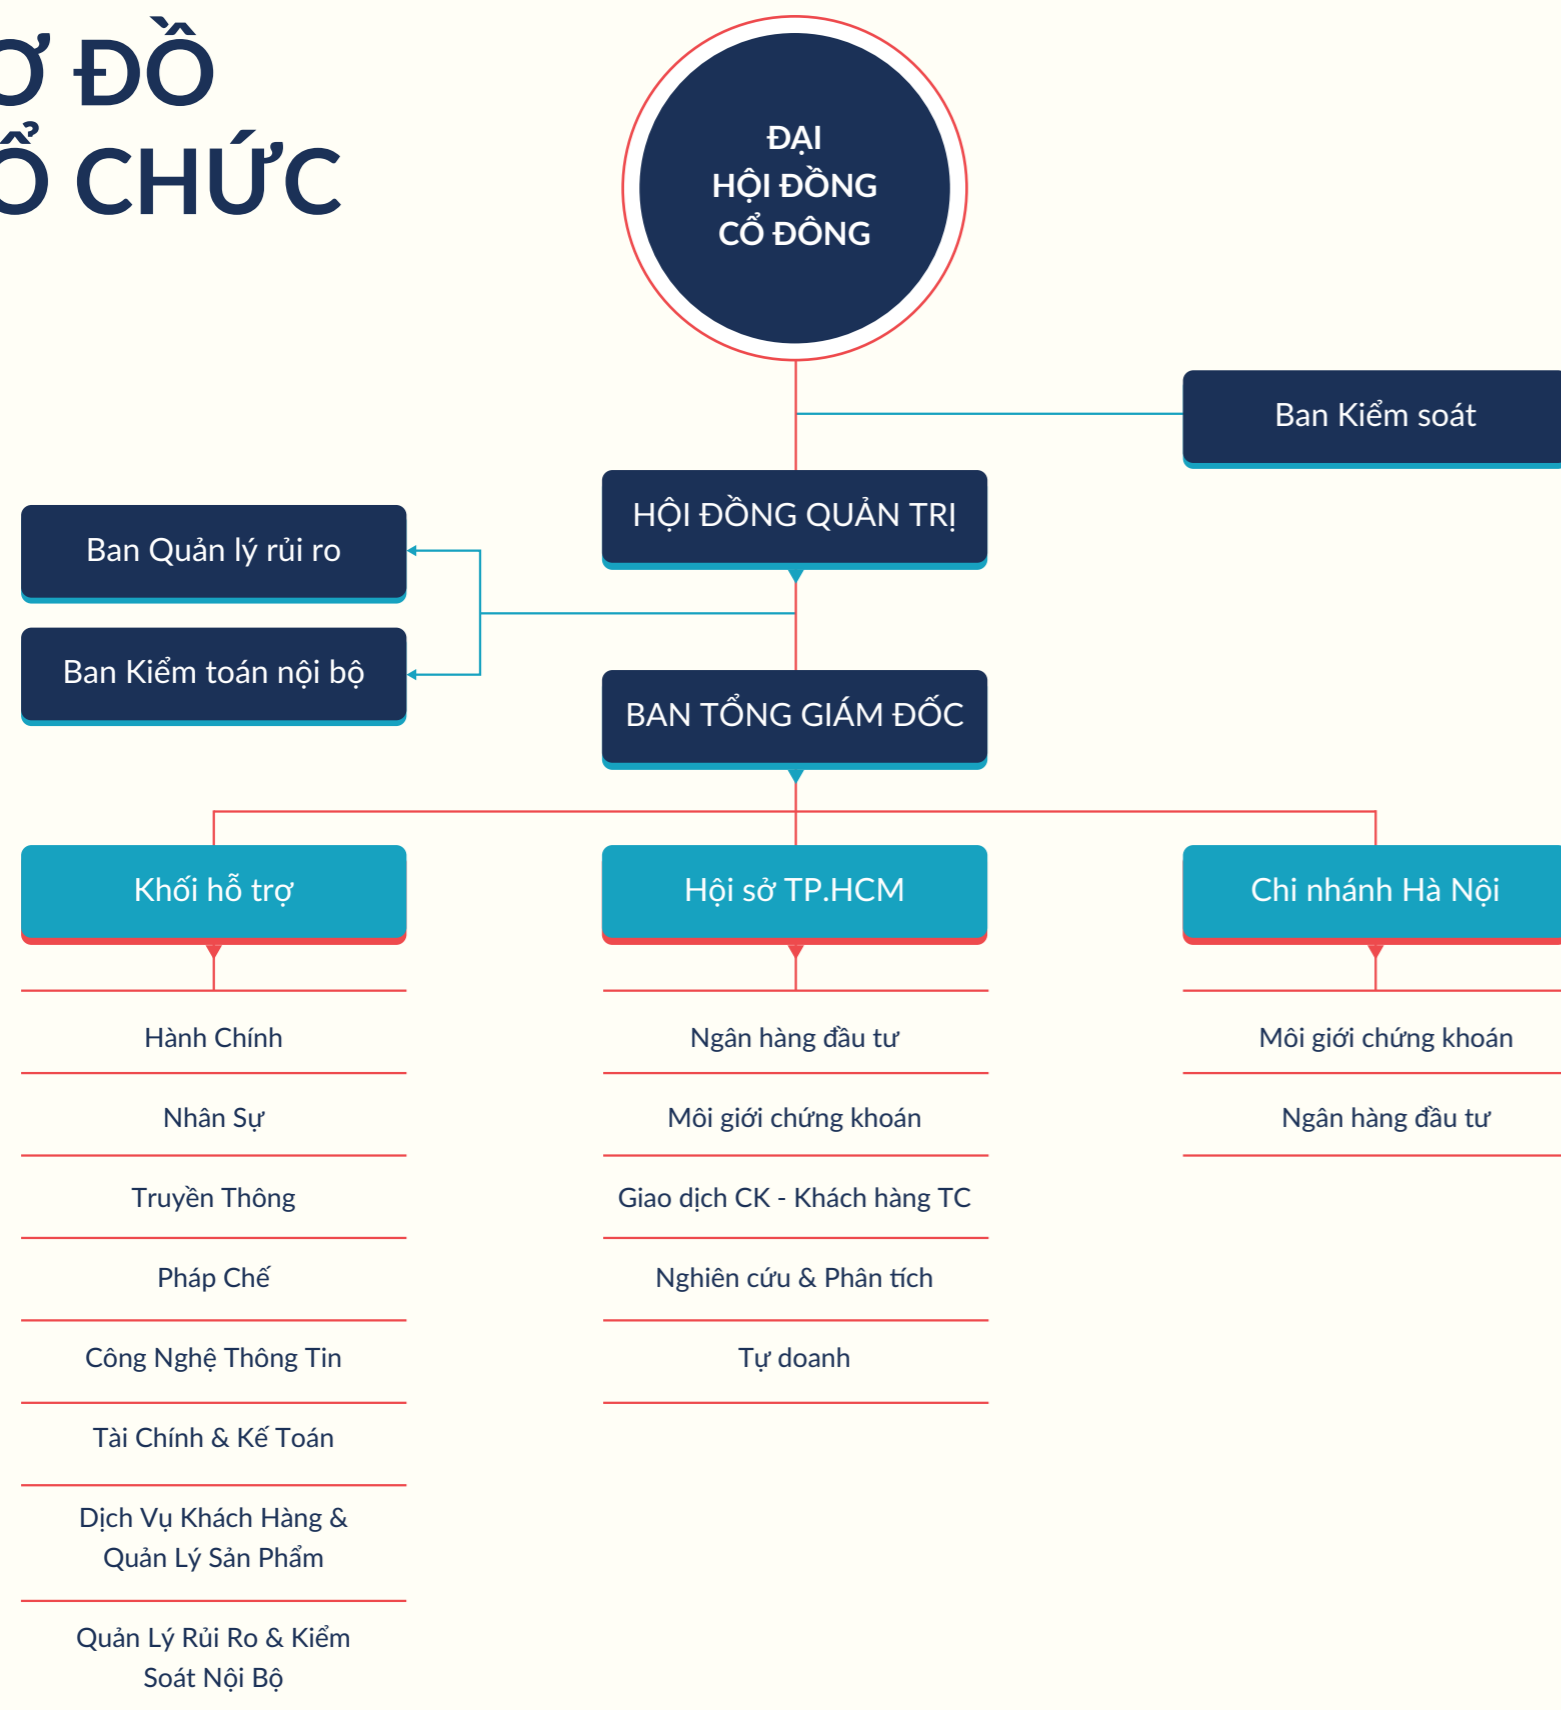 Ơ ĐỒ
Ổ CHỨC
ĐẠI
HỘI ĐỒNG
CỔ ĐÔNG
Ban Kiểm soát
HỘI ĐỒNG QUẢN TRỊ
Ban Quản lý rủi ro
Ban Kiểm toán nội bộ
BAN TỔNG GIÁM ĐỐC
Khối hỗ trợ
Hành Chính
Nhân Sự
Truyền Thông
Pháp Chế
Công Nghệ Thông Tin
Tài Chính & Kế Toán
Dịch Vụ Khách Hàng &
Quản Lý Sản Phẩm
Quản Lý Rủi Ro & Kiểm
Soát Nội Bộ
Hội sở TP.HCM
Ngân hàng đầu tư
Môi giới chứng khoán
Giao dịch CK - Khách hàng TC
Nghiên cứu & Phân tích
Tự doanh
Chi nhánh Hà Nội
Môi giới chứng khoán
Ngân hàng đầu tư